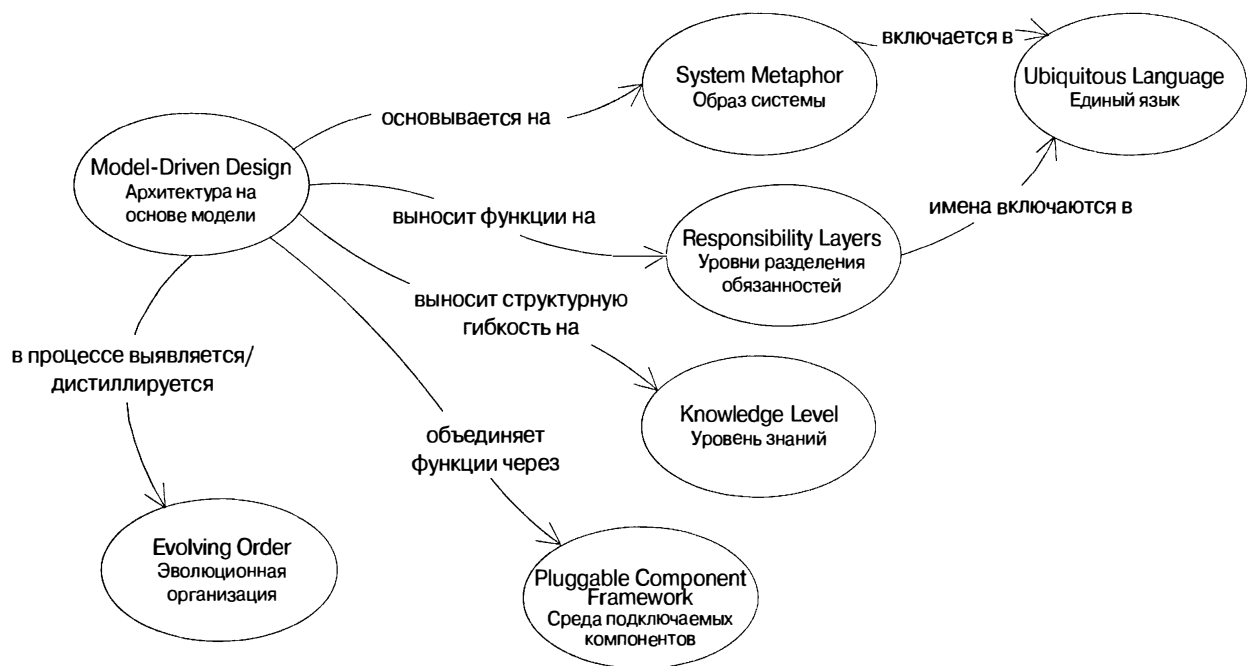 включается в
System Metaphor
Образ системы
Ubiquitous Language
Единый язык
основывается на
Model-Driven Design
Архитектура на
основе модели
выносит функции на
имена включаются в
Responsibility Layers
Уровни разделения
обязанностей
выносит структурную
гибкость на
в процессе выявляется/
дистиллируется
Knowledge Level
Уровень знаний
объединяет
функции через
Evolving Order
Эволюционная
организация
Pluggable Component
Framework
Среда подключаемых
компонентов